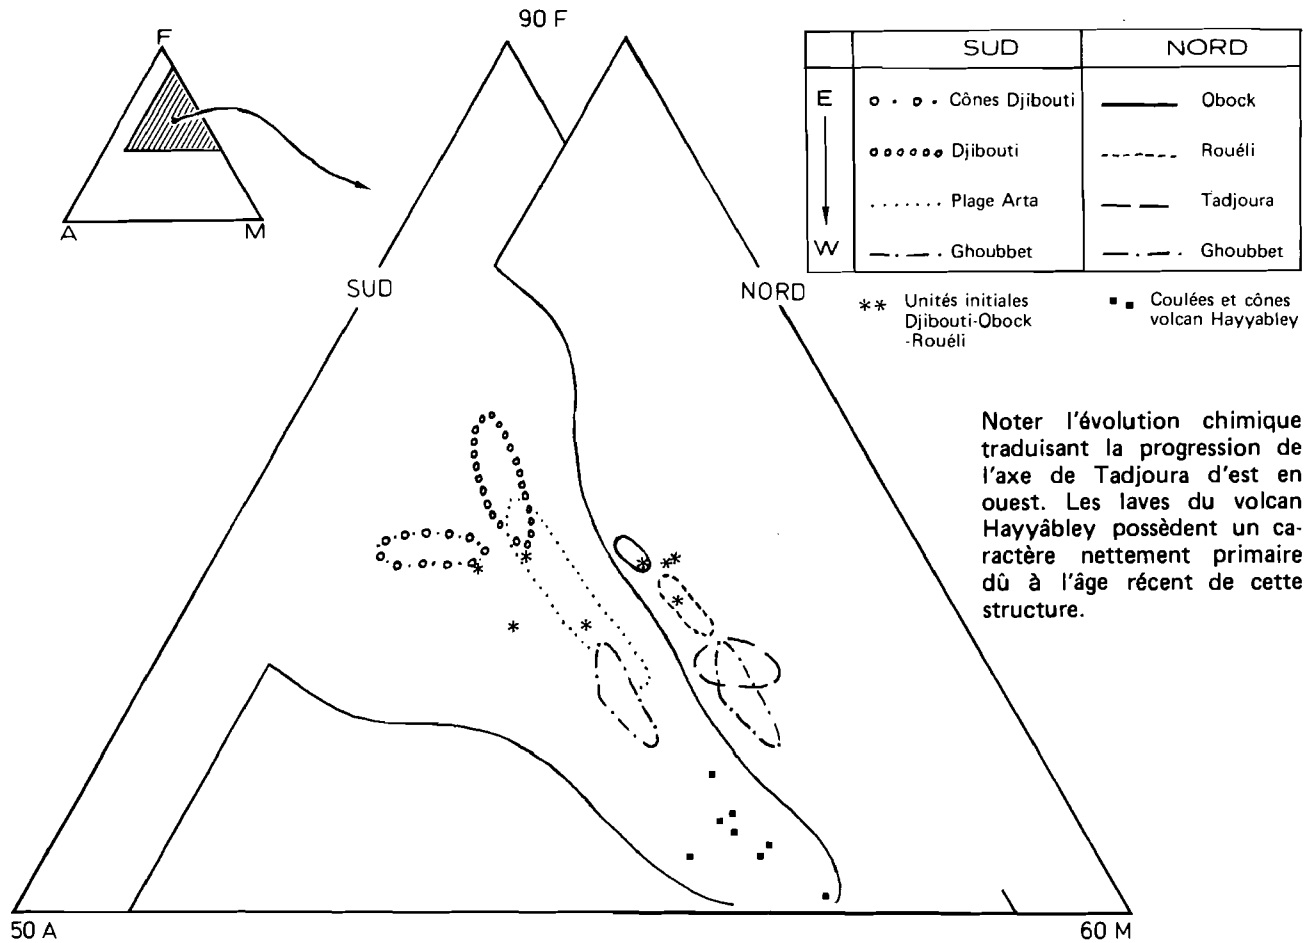 90 F
F
A
M
SUD
NORD
E
W
Cônes Djibouti
Obock
Djibouti
Rouéli
Plage Arta
Tadjoura
Ghoubbet
Ghoubbet
SUD
NORD
** Unités initiales
Djibouti-Obock
-Rouéli
Coulées et cônes
volcan Hayyabley
Noter l'évolution chimique
traduisant la progression de
l'axe de Tadjoura d'est en
ouest. Les laves du volcan
Hayyâbley possèdent un ca-
ractère nettement primaire
dû à l'âge récent de cette
structure.
50 A
60 M